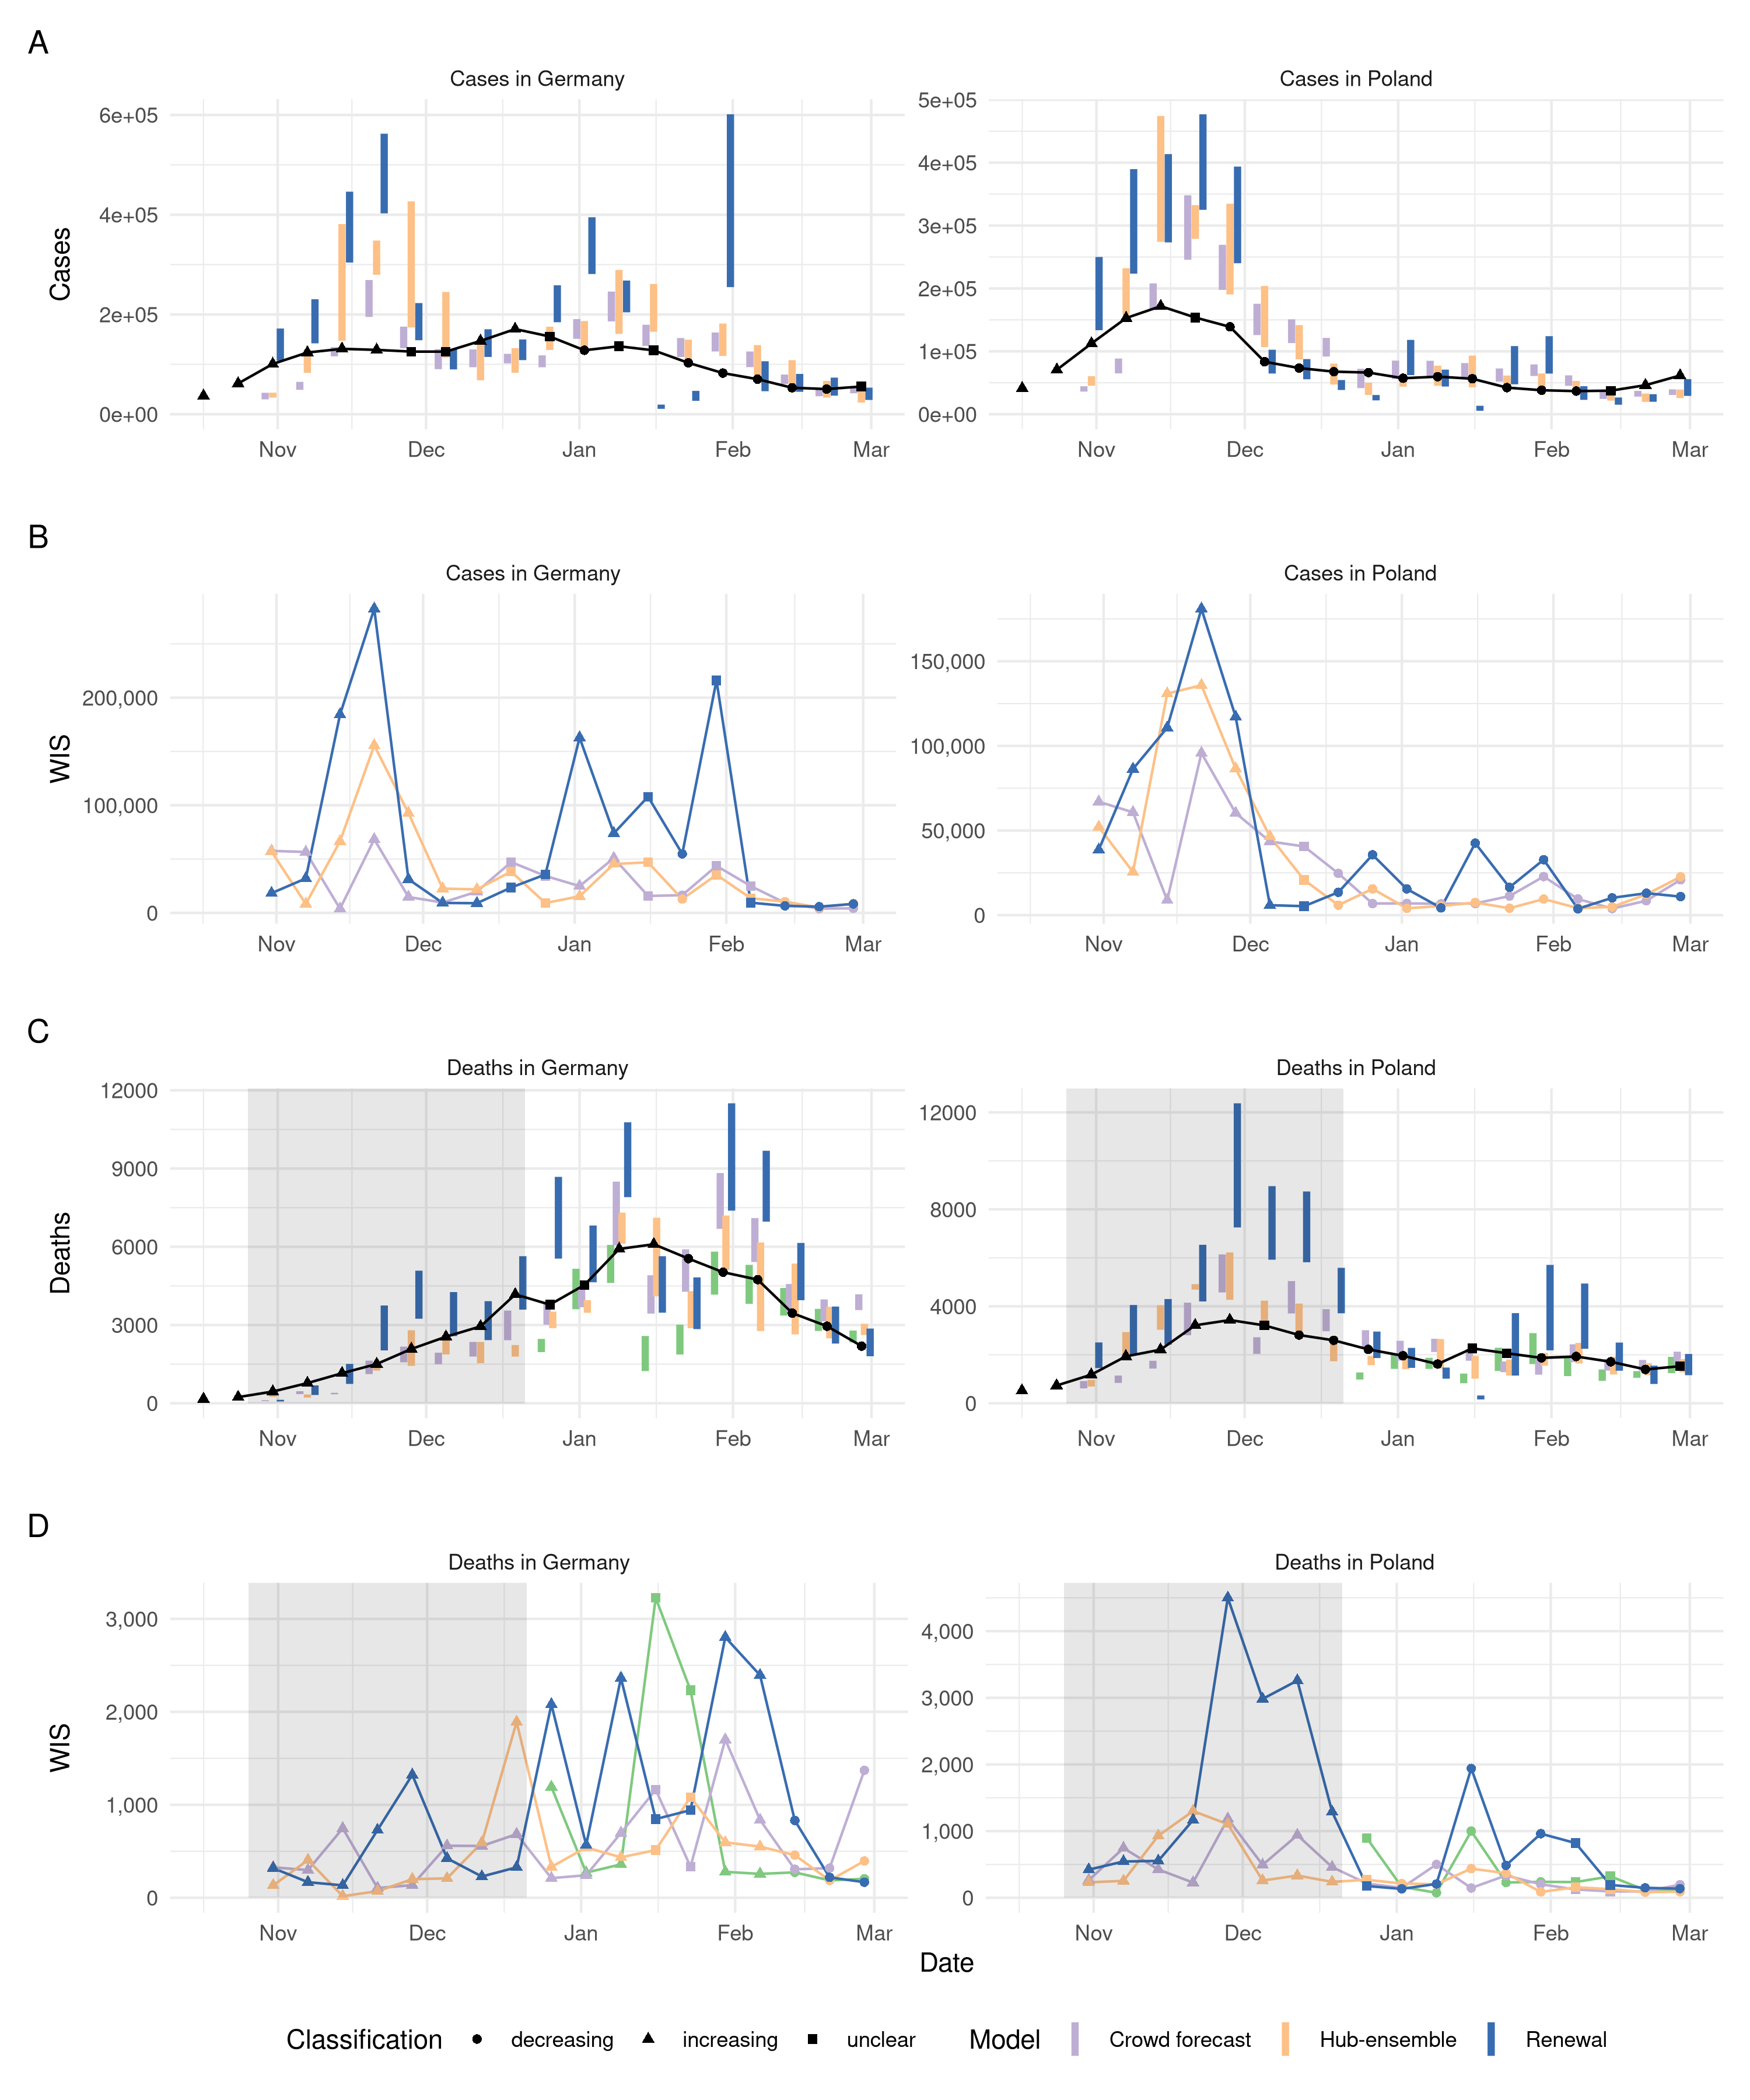 A
Cases in Germany
Cases in Poland
Cases
6e+05
4e+05
2e+05
0e+00
5e+05
4e+05
3e+05
2e+05
1e+05
0e+00
Nov Dec Jan Feb Mar
Nov Dec Jan Feb Mar
B
Cases in Germany
Cases in Poland
WIS
200,000
100,000
0
150,000
100,000
50,000
0
Nov Dec Jan Feb Mar
Nov Dec Jan Feb Mar
C
Deaths in Germany
Deaths in Poland
Deaths
12000
9000
6000
3000
0
12000
8000
4000
0
Nov Dec Jan Feb Mar
Nov Dec Jan Feb Mar
D
Deaths in Germany
Deaths in Poland
WIS
3,000
2,000
1,000
0
4,000
3,000
2,000
1,000
0
Nov Dec Jan Feb Mar
Nov Dec Jan Feb Mar
Date
Classification decreasing increasing unclear Model Crowd forecast Hub-ensemble Renewal